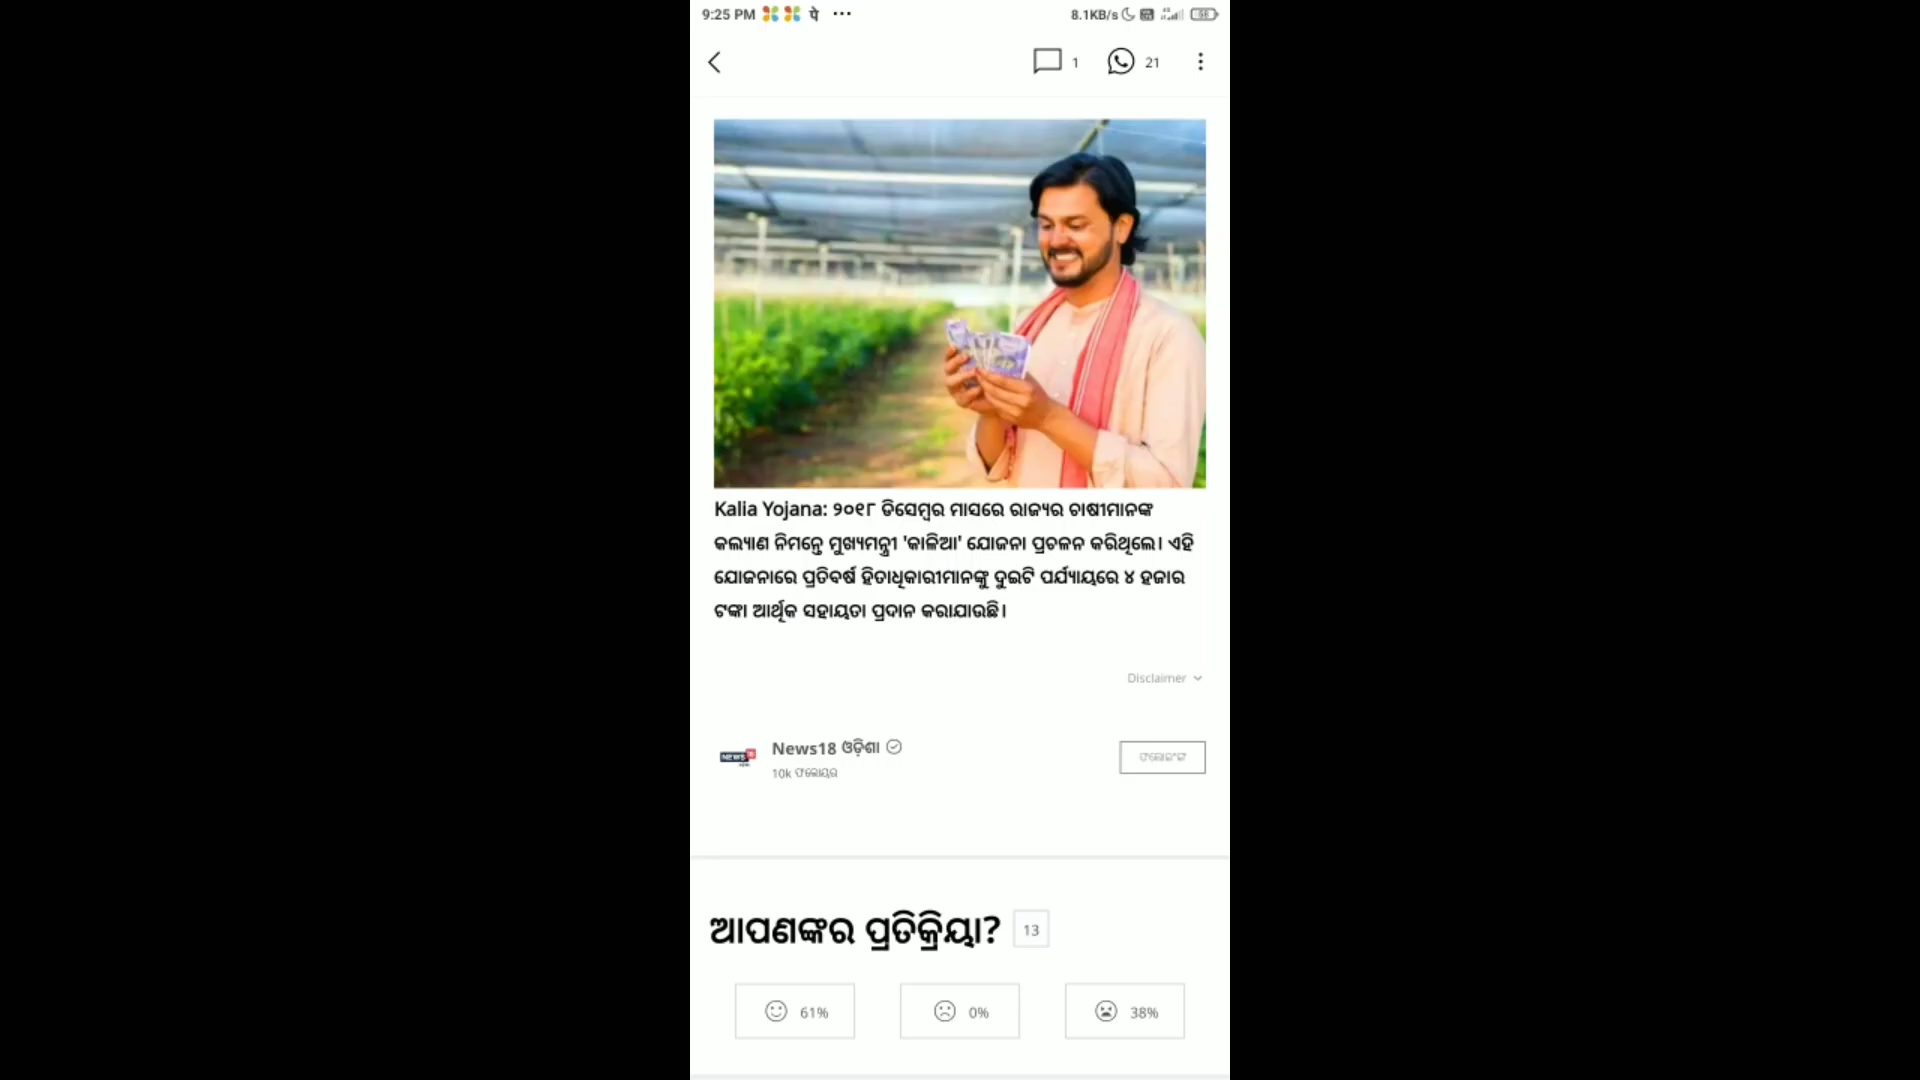 9:25 PM पे ... 8.1KB/s
1 21
Kalia Yojana: ୨୦୧୮ ଡିସେମ୍ବର ମାସରେ ରାଜ୍ୟର ଚାଷୀମାନଙ୍କ
କଲ୍ୟାଣ ନିମନ୍ତେ ମୁଖ୍ୟମନ୍ତ୍ରୀ 'କାଳିଆ' ଯୋଜନା ପ୍ରଚଳନ କରିଥିଲେ। ଏହି
ଯୋଜନାରେ ପ୍ରତିବର୍ଷ ହିତାଧିକାରୀମାନଙ୍କୁ ଦୁଇଟି ପର୍ଯ୍ୟାୟରେ ୪ ହଜାର
ଟଙ୍କା ଆର୍ଥିକ ସହାୟତା ପ୍ରଦାନ କରାଯାଉଛି।
Disclaimer
NEWS 18
News18 ଓଡ଼ିଶା
10k ଫଲୋୟର
ଆପଣଙ୍କର ପ୍ରତିକ୍ରିୟା? 13
61% 0% 38%